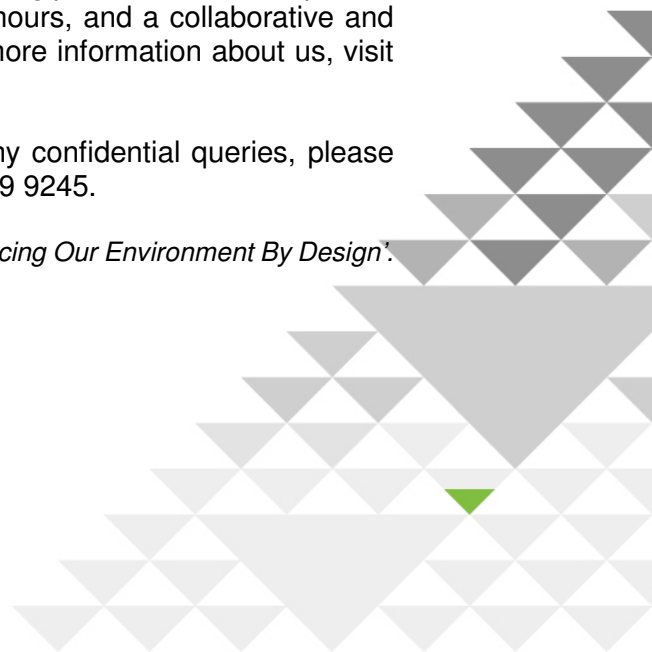 hours, and a collaborative and
more information about us, visit
ny confidential queries, please
9 9245.
cing Our Environment By Design'.